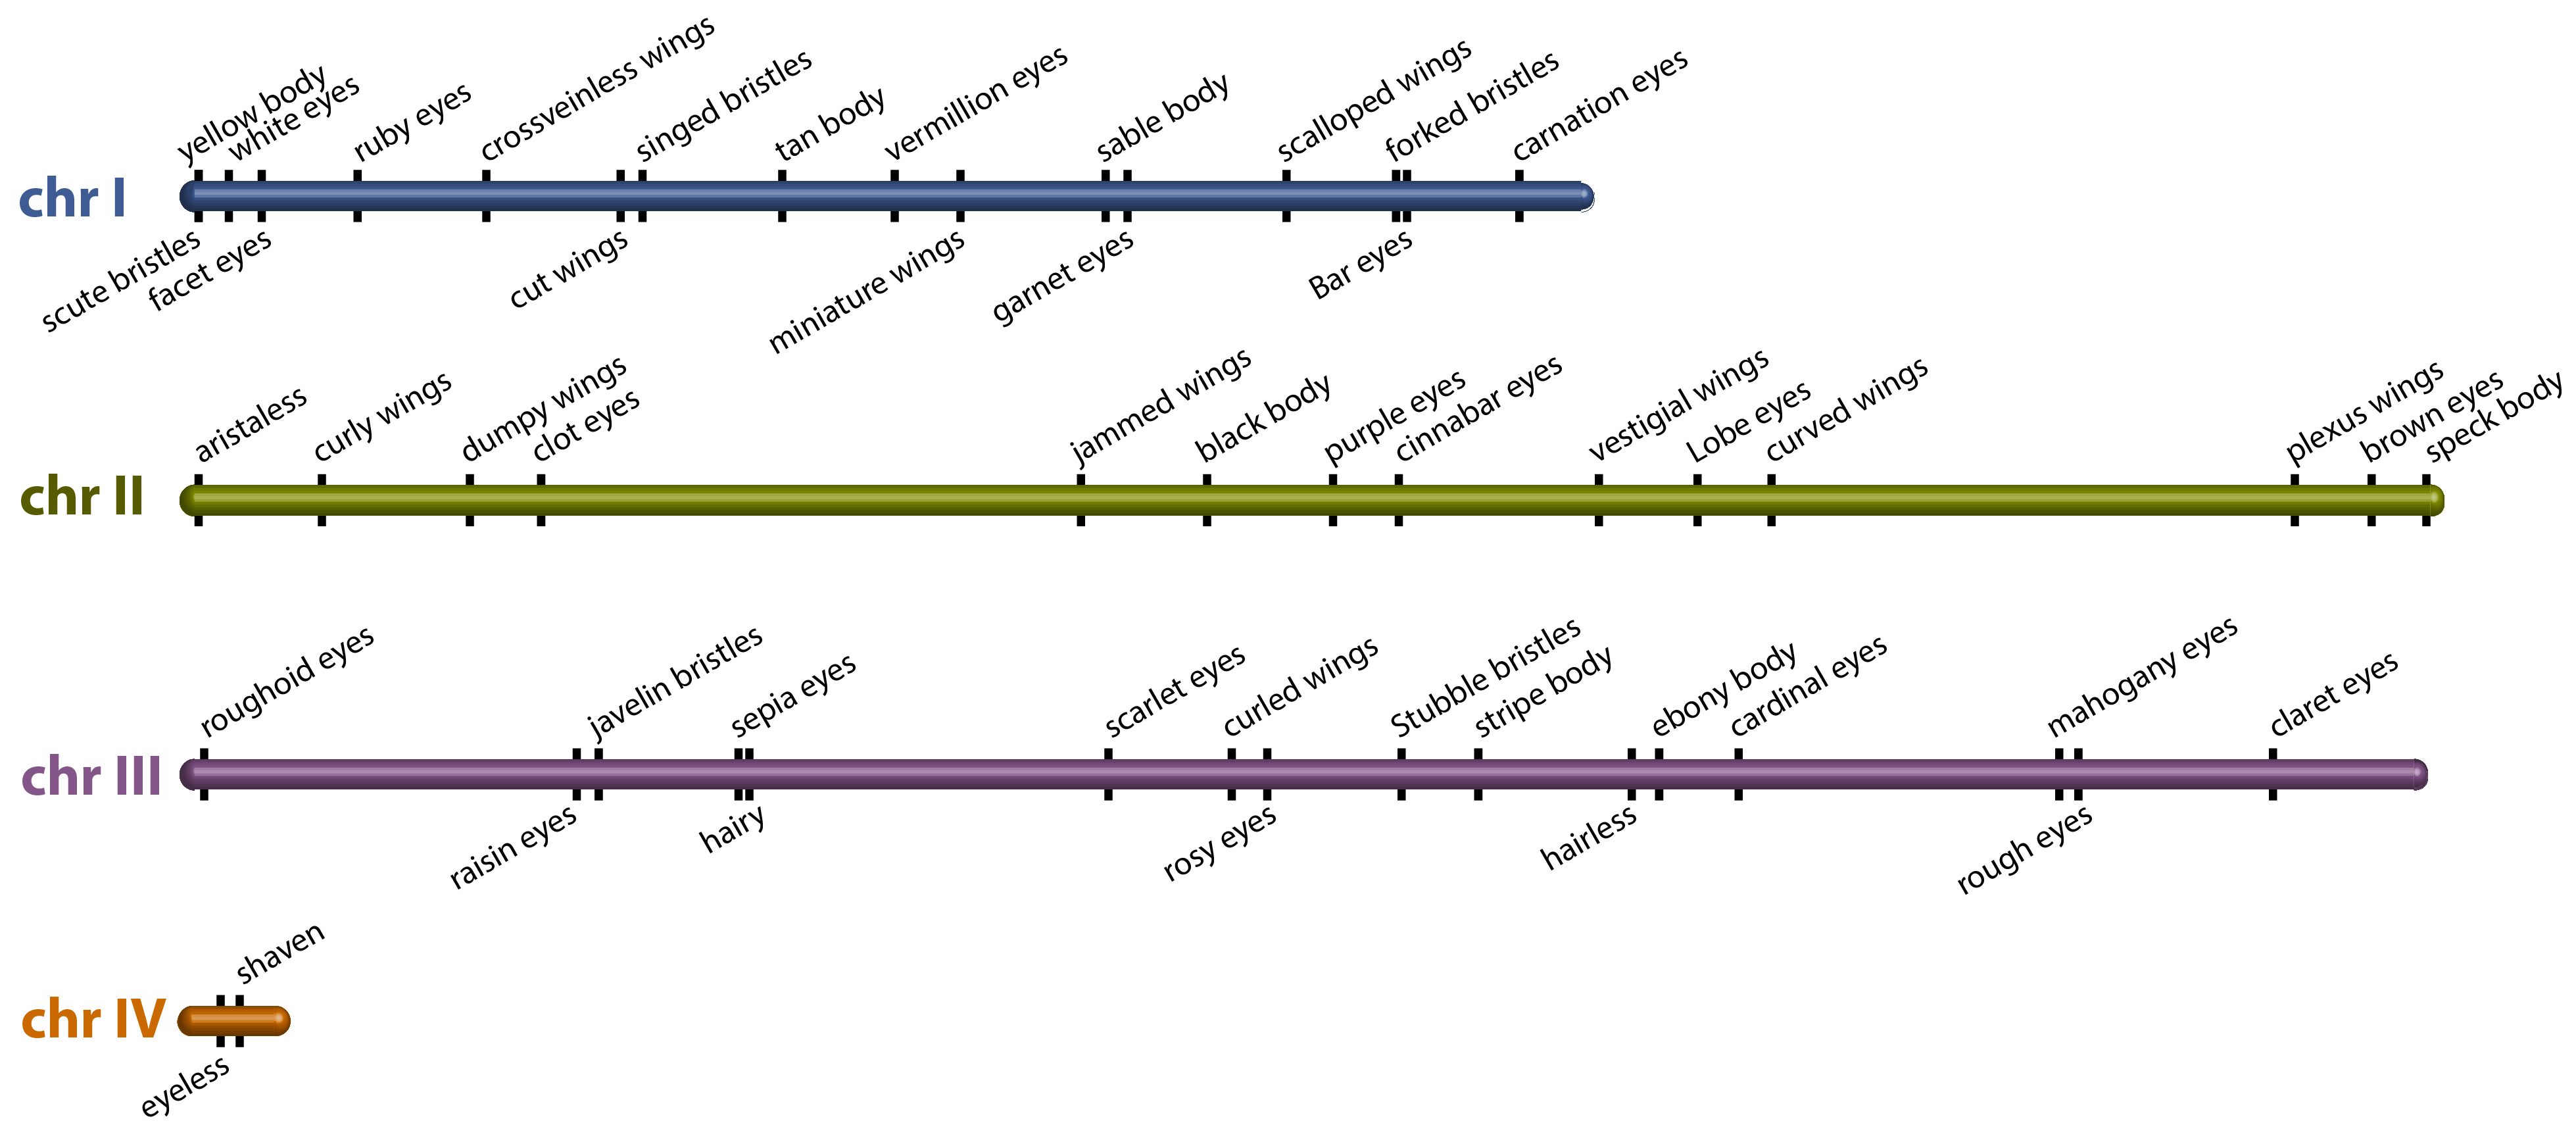 yellow body
white eyes
ruby eyes
crossveinless wings
singed bristles
tan body
vermillion eyes
sable body
scalloped wings
forked bristles
carnation eyes
chr I
scute bristles
facet eyes
cut wings
miniature wings
garnet eyes
Bar eyes
aristaless
curly wings
dumpy wings
clot eyes
jammed wings
black body
purple eyes
cinnabar eyes
vestigial wings
Lobe eyes
curved wings
plexus wings
brown eyes
speck body
chr II
roughoid eyes
javelin bristles
sepia eyes
scarlet eyes
curled wings
Stubble bristles
stripe body
ebony body
cardinal eyes
mahogany eyes
claret eyes
chr III
raisin eyes
hairy
rosy eyes
hairless
rough eyes
shaven
chr IV
eyeless